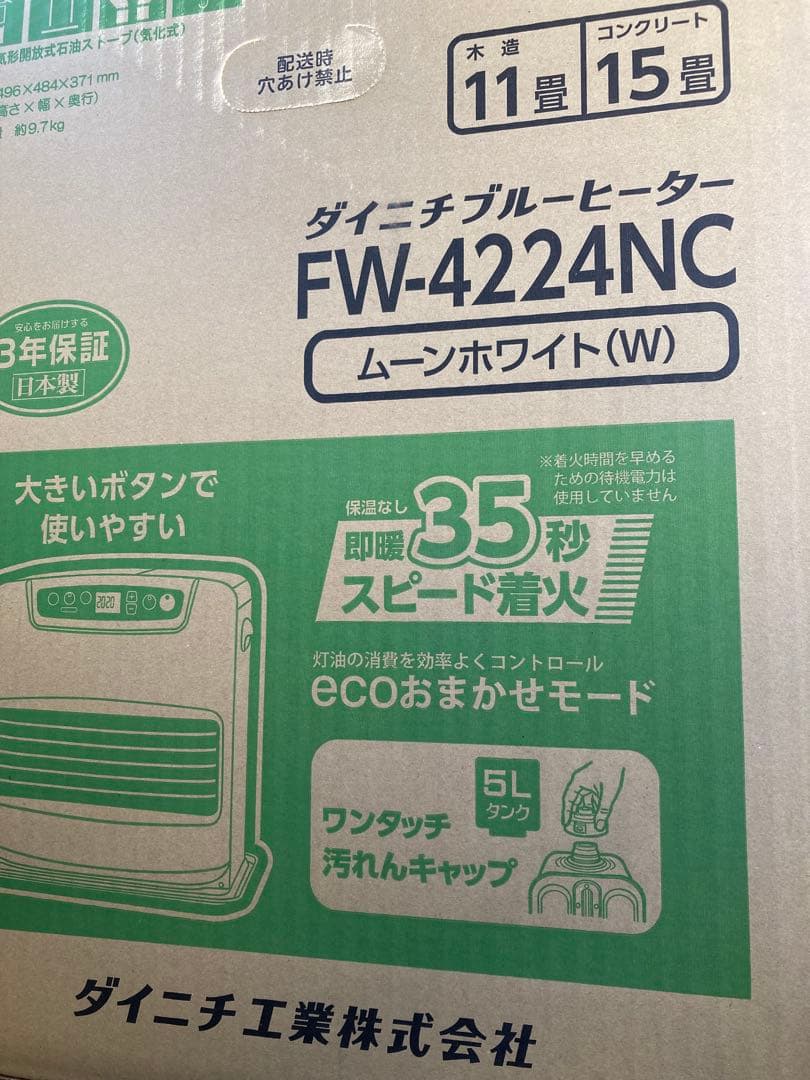 気形開放式石油ストーブ(気化式)
496×484×371mm
高さ×幅×奥行)
約9.7kg
配送時
穴あけ禁止
木造
11畳
コンクリート
15畳
ダイニチブルーヒーター
FW-4224NC
ムーンホワイト(W)
安心をお届けする
3年保証
日本製
大きいボタンで
使いやすい
2020
※着火時間を早める
ための待機電力は
使用していません
保温なし
即暖35秒
スピード着火
灯油の消費を効率よくコントロール
ecoおまかせモード
5L
タンク
ワンタッチ
汚れんキャップ
ダイニチ工業株式会社